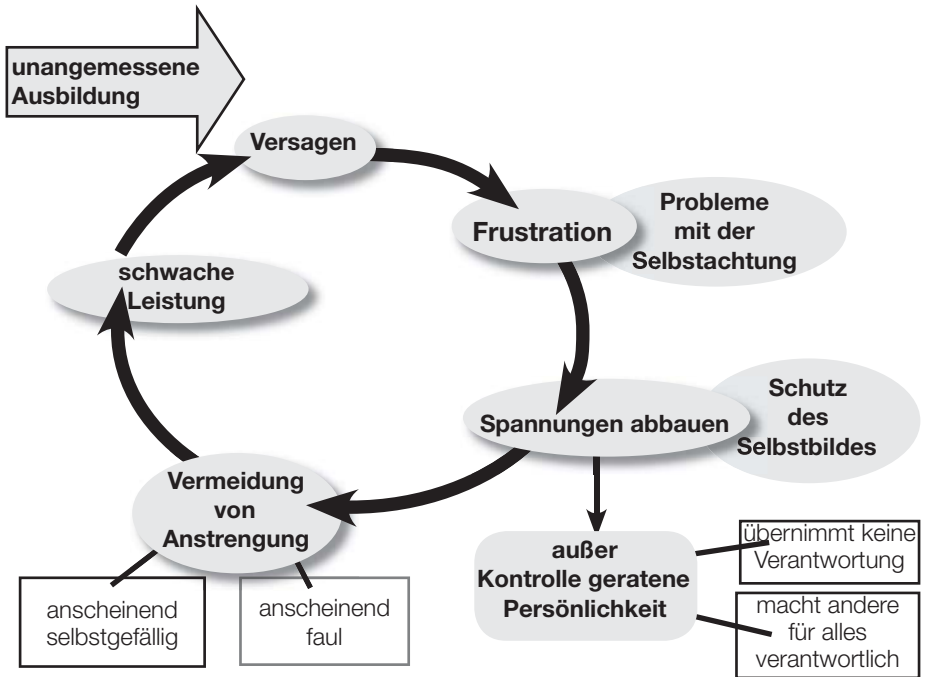 unangemessene
Ausbildung
Versagen
Frustration
Probleme
mit der
Selbstachtung
schwache
Leistung
Spannungen abbauen
Schutz
des
Selbstbildes
Vermeidung
von
Anstrengung
anscheinend
selbstgefällig
anscheinend
faul
außer
Kontrolle geratene
Persönlichkeit
übernimmt keine
Verantwortung
macht andere
für alles
verantwortlich